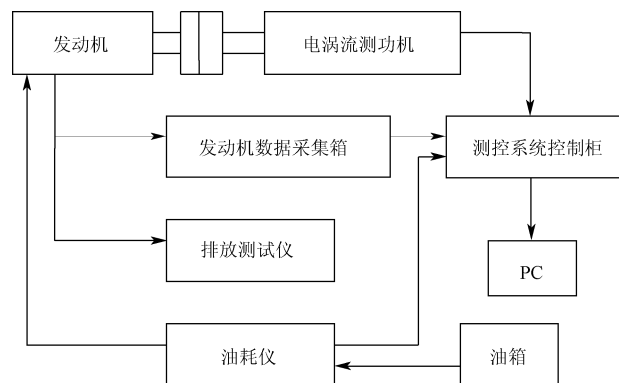 发动机
电涡流测功机
发动机数据采集箱
测控系统控制柜
排放测试仪
PC
油耗仪
油箱